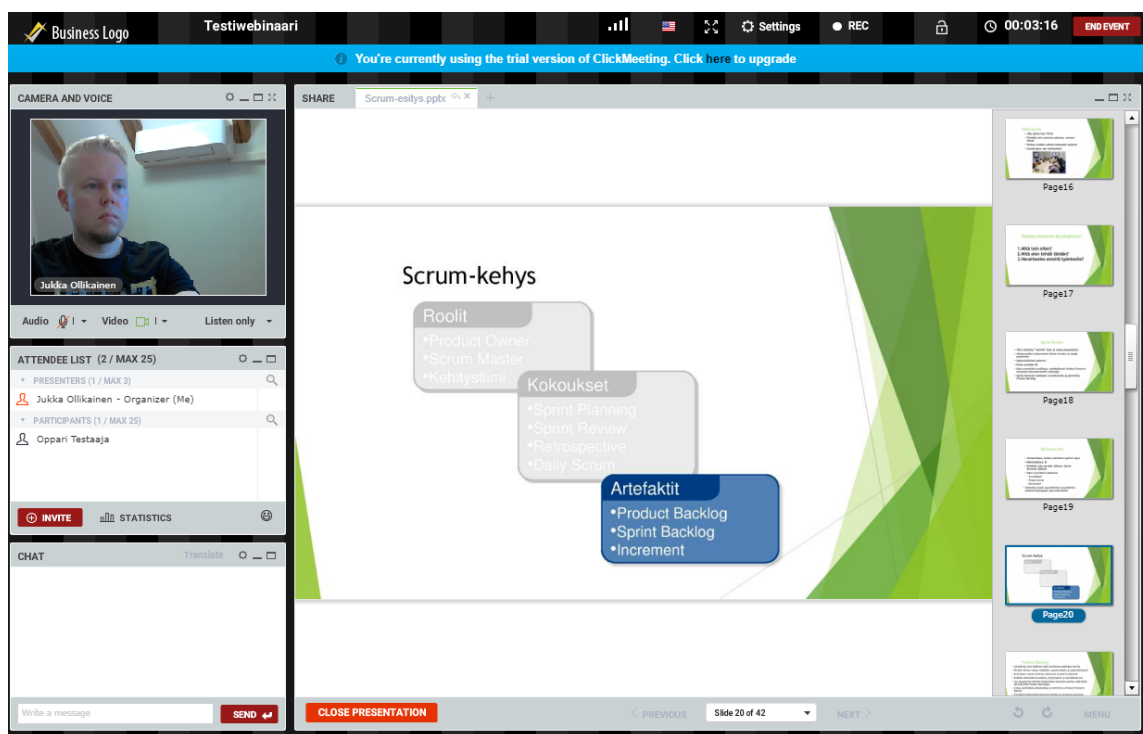 Business Logo
Testiwebinaari
Settings
REC
00:03:16
END EVENT
You're currently using the trial version of ClickMeeting. Click here to upgrade
CAMERA AND VOICE
Jukka Ollikainen
Audio
Video
Listen only
ATTENDEE LIST (2 / MAX 25)
PRESENTERS (1 / MAX 3)
Jukka Ollikainen - Organizer (Me)
PARTICIPANTS (1 / MAX 25)
Oppari Testaaja
INVITE
STATISTICS
CHAT
Translate
Write a message
SEND
SHARE
Scrum-esitys.pptx
Scrum-kehys
Roolit
•Product Owner
•Scrum Master
•Kehitystiimi
Kokoukset
•Sprint Planning
•Sprint Review
•Retrospective
•Daily Scrum
Artefaktit
•Product Backlog
•Sprint Backlog
•Increment
Page16
Page17
Page18
Page19
Page20
CLOSE PRESENTATION
PREVIOUS
Slide 20 of 42
NEXT
MENU